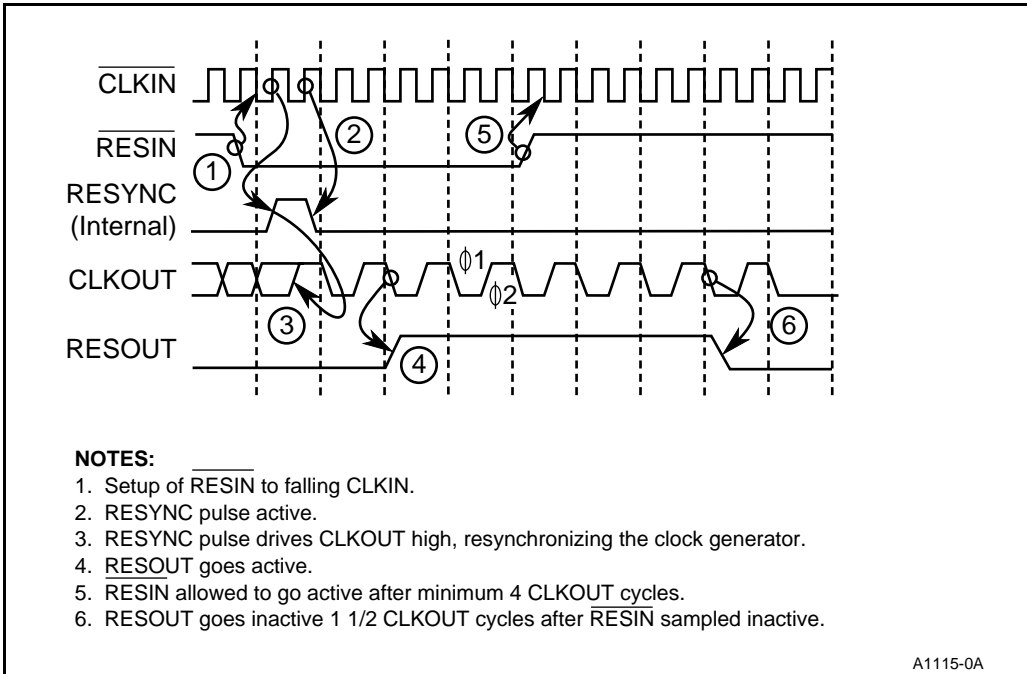 CLKIN
2
5
RESIN
1
RESYNC
(Internal)
ϕ1
CLKOUT
ϕ2
3
6
RESOUT
4
NOTES:
1. Setup of RESIN to falling CLKIN.
2. RESYNC pulse active.
3. RESYNC pulse drives CLKOUT high, resynchronizing the clock generator.
4. RESOUT goes active.
5. RESIN allowed to go active after minimum 4 CLKOUT cycles.
6. RESOUT goes inactive 1 1/2 CLKOUT cycles after RESIN sampled inactive.
A1115-0A